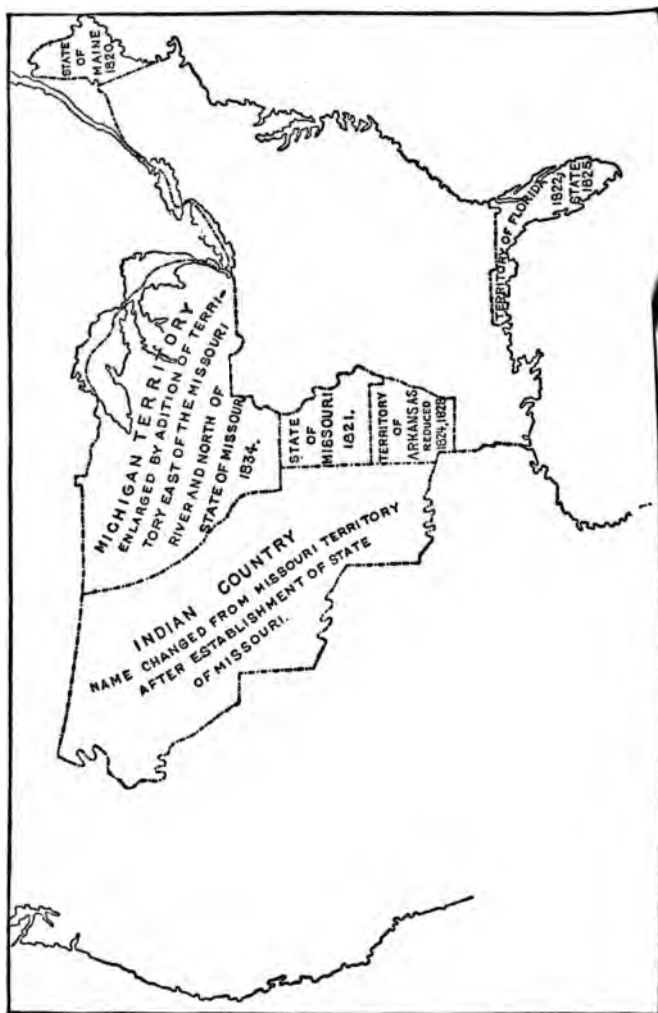 STATE
OF
MAINE
1820.
TERRITORY OF FLORIDA
1822,
STATE
1825
MICHIGAN TERRITORY
ENLARGED BY ADITION OF TERRI-
TORY EAST OF THE MISSOURI
RIVER AND NORTH OF
STATE OF MISSOURI
1834.
STATE
OF
MISSOURI
1821.
TERRITORY
OF
ARKANSAS
REDUCED
1824,1828
INDIAN COUNTRY
NAME CHANGED FROM MISSOURI TERRITORY
AFTER ESTABLISHMENT OF STATE
OF MISSOURI.